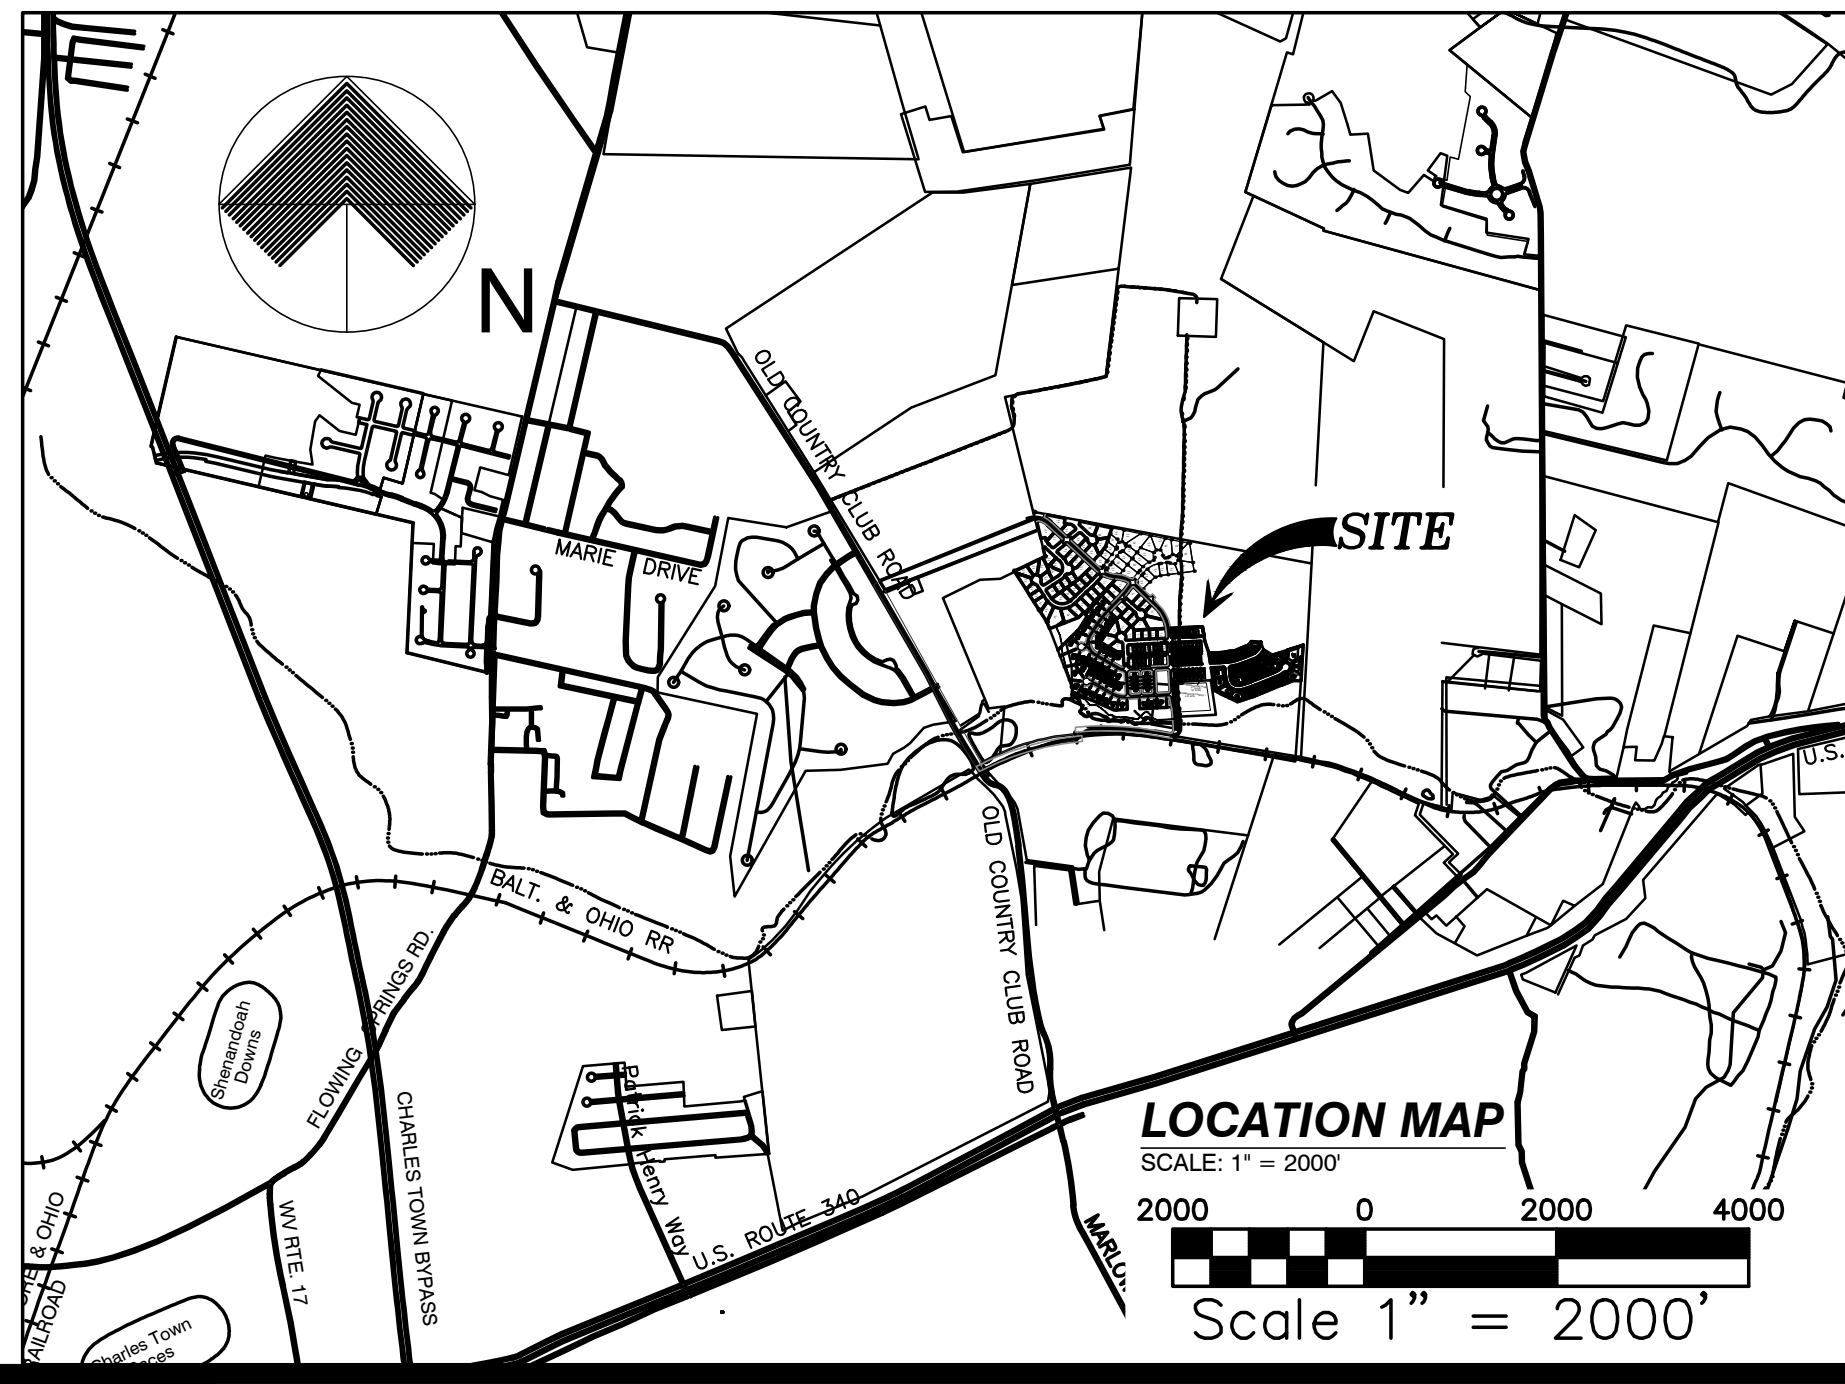 N
OLD COUNTRY CLUB ROAD
SITE
MARIE DRIVE
U.S.
BALT. & OHIO RR
OLD COUNTRY CLUB ROAD
FLOWING SPRINGS RD.
Shenandoah
Downs
CHARLES TOWN BYPASS
Patrick Henry Way
U.S. ROUTE 340
WV RTE. 17
& OHIO
Charles Town
LOCATION MAP
SCALE: 1" = 2000'
2000 0 2000 4000
Scale 1" = 2000'